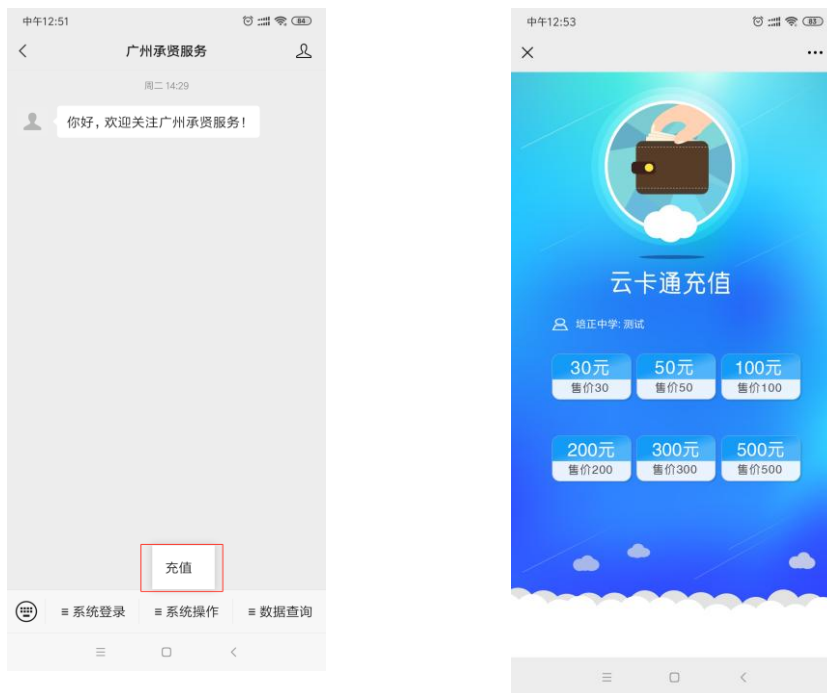 中午12:51
84
广州承贤服务
周二 14:29
你好，欢迎关注广州承贤服务！
充值
≡ 系统登录
≡ 系统操作
≡ 数据查询
中午12:53
83
云卡通充值
培正中学: 测试
30元
售价30
50元
售价50
100元
售价100
200元
售价200
300元
售价300
500元
售价500